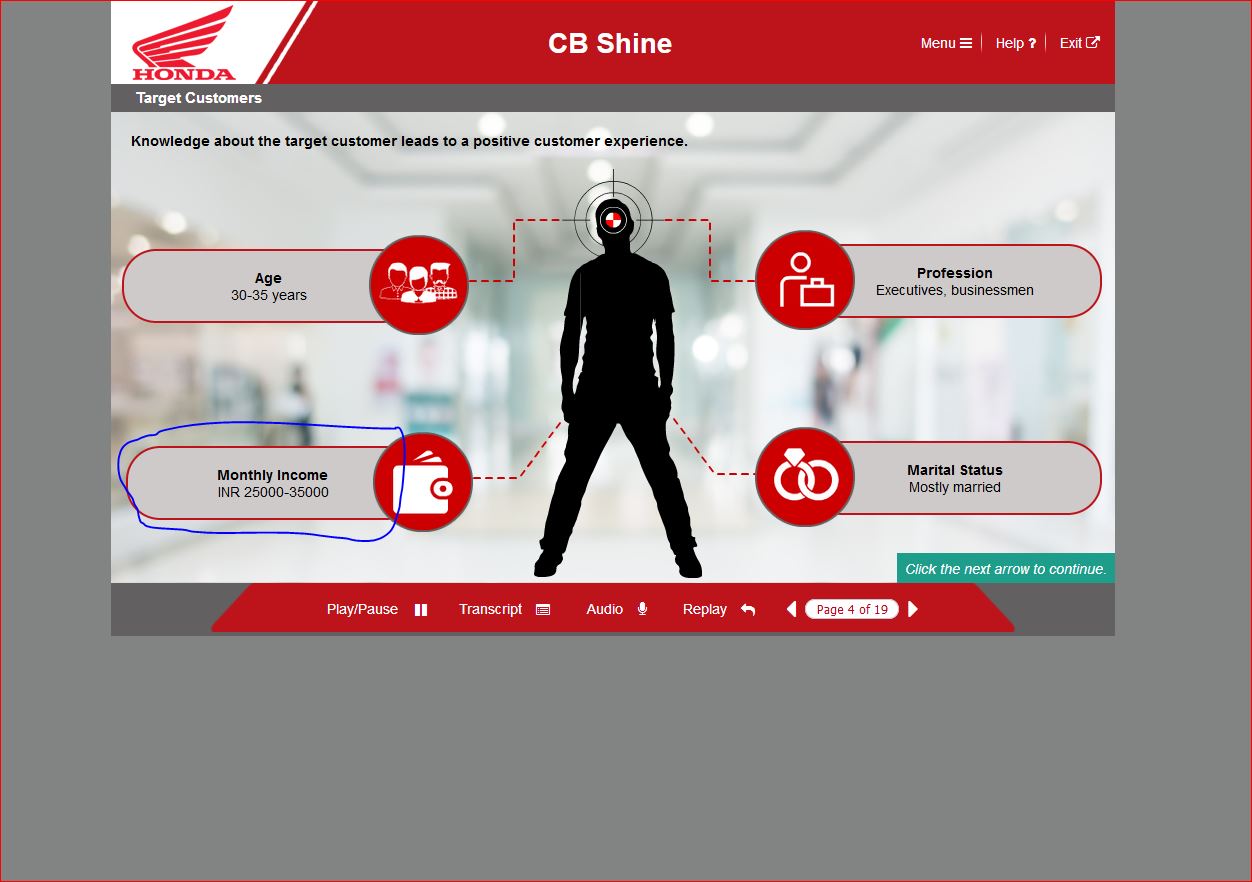 HONDA
CB Shine
Menu
Help ?
Exit
Target Customers
Knowledge about the target customer leads to a positive customer experience.
Age
30-35 years
Profession
Executives, businessmen
Monthly Income
INR 25000-35000
Marital Status
Mostly married
Click the next arrow to continue.
Play/Pause
Transcript
Audio
Replay
Page 4 of 19